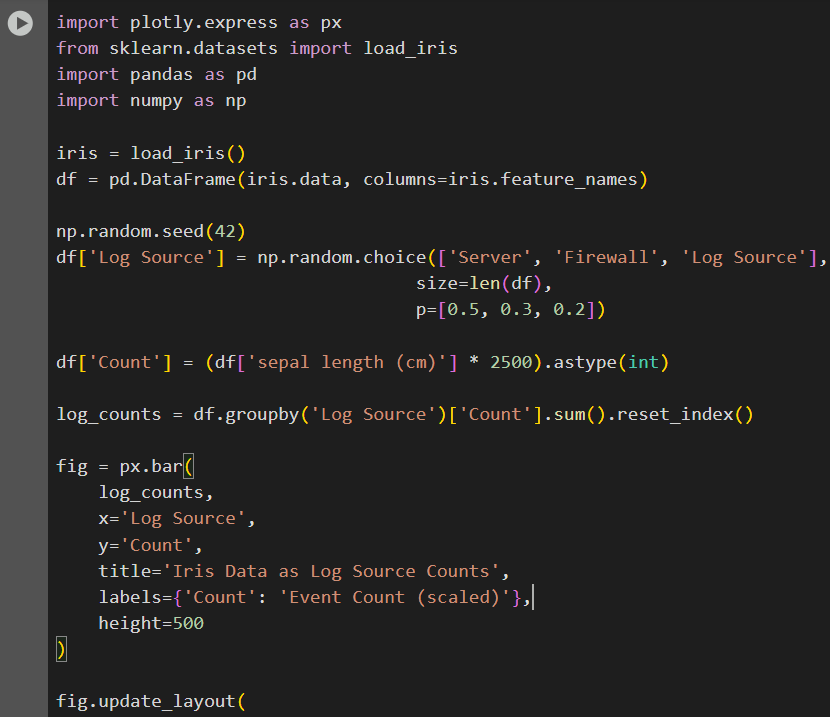 import plotly.express as px
from sklearn.datasets import load_iris
import pandas as pd
import numpy as np
iris = load_iris()
df = pd.DataFrame(iris.data, columns=iris.feature_names)
np.random.seed(42)
df['Log Source'] = np.random.choice(['Server', 'Firewall', 'Log Source'],
size=len(df),
p=[0.5, 0.3, 0.2])
df['Count'] = (df['sepal length (cm)'] * 2500).astype(int)
log_counts = df.groupby('Log Source')['Count'].sum().reset_index()
fig = px.bar(
log_counts,
x='Log Source',
y='Count',
title='Iris Data as Log Source Counts',
labels={'Count': 'Event Count (scaled)'},
height=500
)
fig.update_layout(